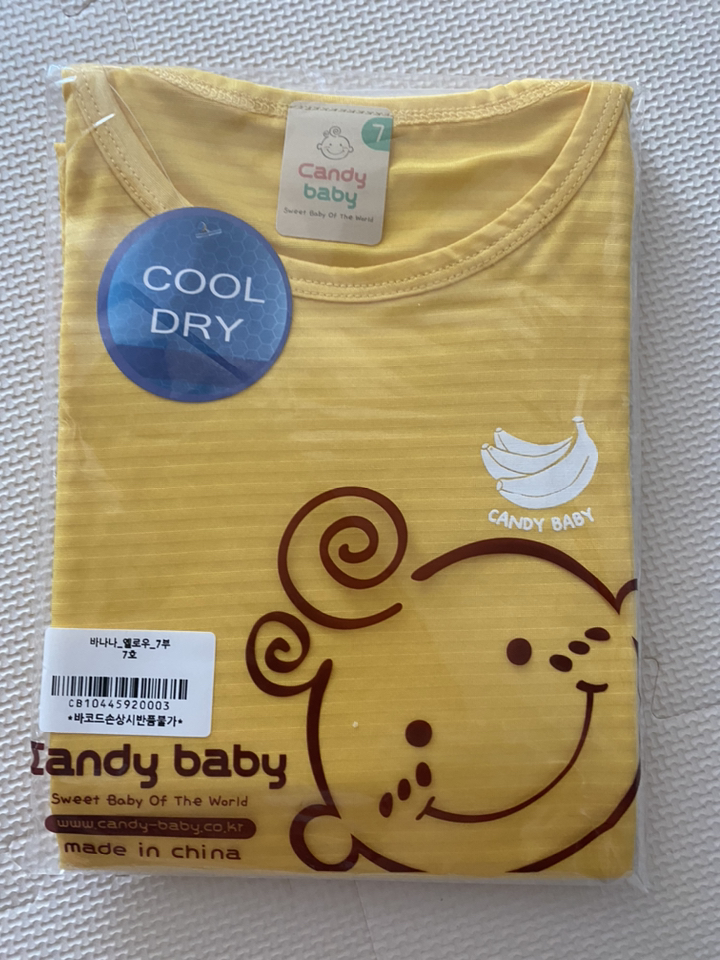 7
Candy
baby
Sweet Baby Of The World
COOL
DRY
CANDY BABY
바나나_옐로우_7부
7호
CB10445920003
*바코드손상시반품불가*
Candy baby
Sweet Baby Of The World
www.candy-baby.co.kr
made in china